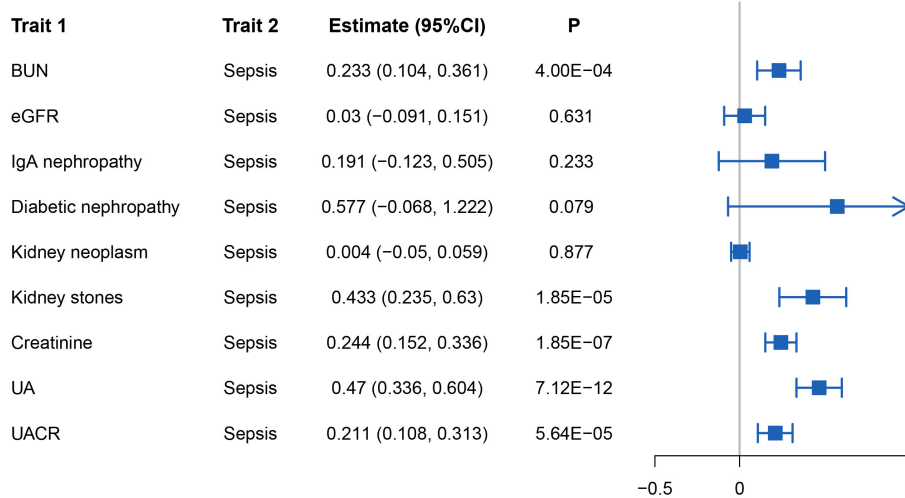 Trait 1 Trait 2 Estimate (95%CI) P
BUN Sepsis 0.233 (0.104, 0.361) 4.00E−04
eGFR Sepsis 0.03 (−0.091, 0.151) 0.631
IgA nephropathy Sepsis 0.191 (−0.123, 0.505) 0.233
Diabetic nephropathy Sepsis 0.577 (−0.068, 1.222) 0.079
Kidney neoplasm Sepsis 0.004 (−0.05, 0.059) 0.877
Kidney stones Sepsis 0.433 (0.235, 0.63) 1.85E−05
Creatinine Sepsis 0.244 (0.152, 0.336) 1.85E−07
UA Sepsis 0.47 (0.336, 0.604) 7.12E−12
UACR Sepsis 0.211 (0.108, 0.313) 5.64E−05
−0.5 0